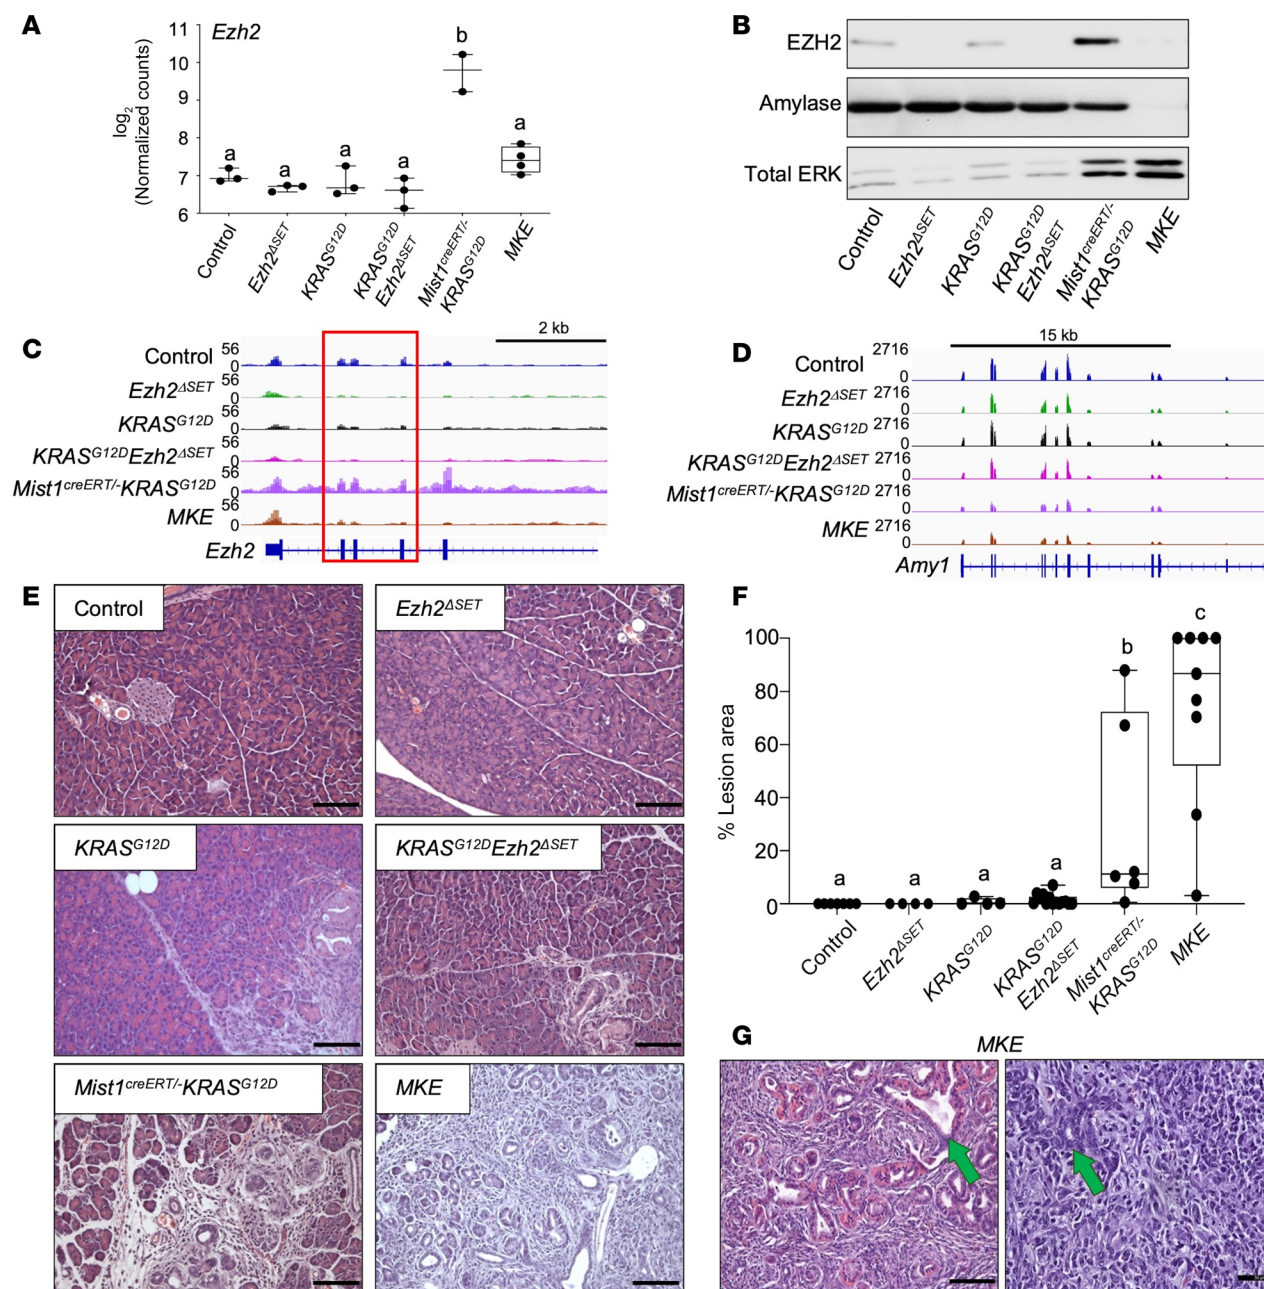 A
Ezh2
log2
(Normalized counts)
11
10
9
8
7
6
a
a
a
a
b
a
Control
Ezh2ΔSET
KRASG12D
KRASG12D
Ezh2ΔSET
Mist1creERT/-
KRASG12D
MKE
B
EZH2
Amylase
Total ERK
Control
Ezh2ΔSET
KRASG12D
KRASG12D
Ezh2ΔSET
Mist1creERT/-
KRASG12D
MKE
C
2 kb
Control 56 0
Ezh2ΔSET 56 0
KRASG12D 56 0
KRASG12DEzh2ΔSET 56 0
Mist1creERT/-KRASG12D 56 0
MKE 56 0
Ezh2
D
15 kb
Control 2716 0
Ezh2ΔSET 2716 0
KRASG12D 2716 0
KRASG12DEzh2ΔSET 2716 0
Mist1creERT/-KRASG12D 2716 0
MKE 2716 0
Amy1
E
Control
Ezh2ΔSET
KRASG12D
KRASG12DEzh2ΔSET
Mist1creERT/-KRASG12D
MKE
F
% Lesion area
100
80
60
40
20
0
a
a
a
a
b
c
Control
Ezh2ΔSET
KRASG12D
KRASG12D
Ezh2ΔSET
Mist1creERT/-
KRASG12D
MKE
G
MKE